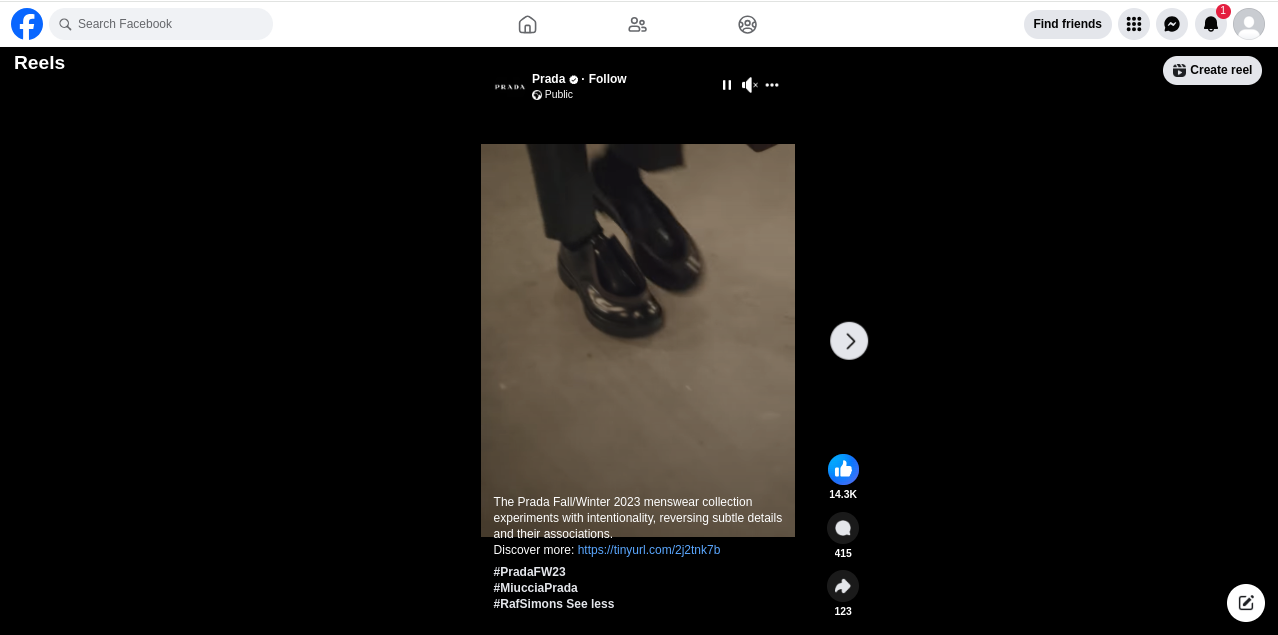 Search Facebook
Find friends
1
Reels
Create reel
PRADA
Prada · Follow
Public
The Prada Fall/Winter 2023 menswear collection
experiments with intentionality, reversing subtle details
and their associations.
Discover more: https://tinyurl.com/2j2tnk7b
#PradaFW23
#MiucciaPrada
#RafSimons See less
14.3K
415
123